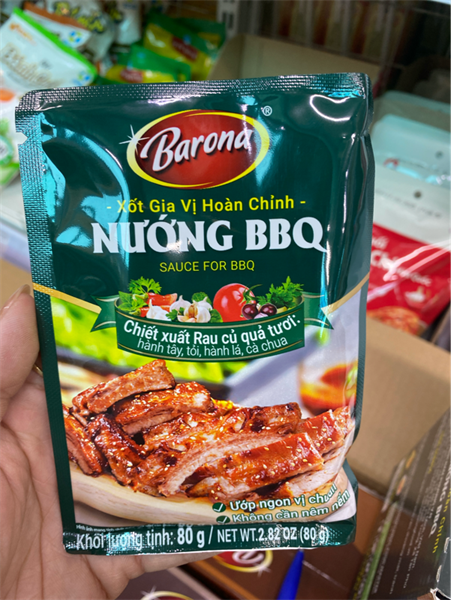 Barona®
- Xốt Gia Vị Hoàn Chỉnh -
NƯỚNG BBQ
SAUCE FOR BBQ
Chiết xuất Rau củ quả tươi:
hành tây, tỏi, hành lá, cà chua
Ướp ngon vị chuẩn
Không cần nêm nếm
Khối lượng tịnh: 80 g / NET WT.2.82 OZ (80 g)